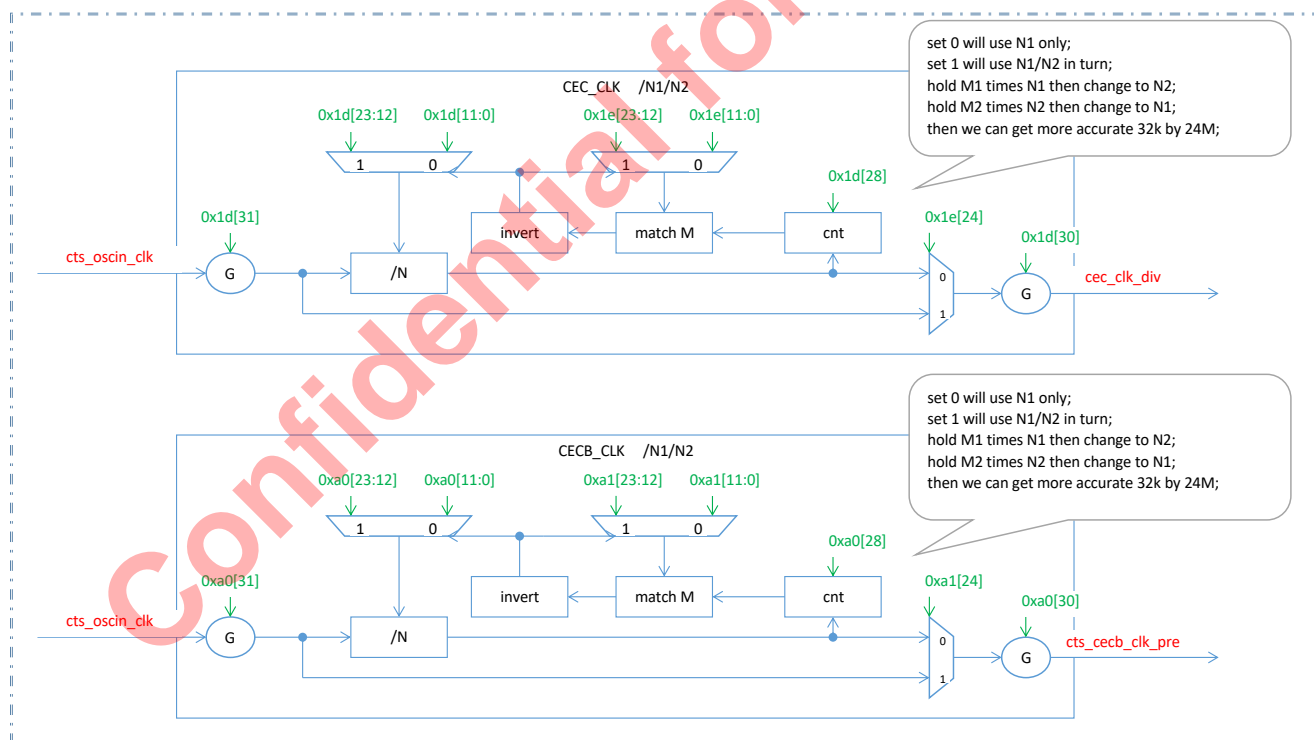 set 0 will use N1 only;
set 1 will use N1/N2 in turn;
hold M1 times N1 then change to N2;
hold M2 times N2 then change to N1;
then we can get more accurate 32k by 24M;
CEC_CLK /N1/N2
0x1d[23:12] 0x1d[11:0] 0x1e[23:12] 0x1e[11:0]
1 0 1 0
0x1d[28]
0x1d[31] 0x1e[24]
invert match M cnt 0x1d[30]
cts_oscin_clk
G /N 0 G cec_clk_div
1
set 0 will use N1 only;
set 1 will use N1/N2 in turn;
hold M1 times N1 then change to N2;
hold M2 times N2 then change to N1;
then we can get more accurate 32k by 24M;
CECB_CLK /N1/N2
0xa0[23:12] 0xa0[11:0] 0xa1[23:12] 0xa1[11:0]
1 0 1 0
0xa0[28]
0xa0[31] 0xa1[24]
invert match M cnt 0xa0[30]
cts_oscin_clk
G /N 0 G cts_cecb_clk_pre
1
Confidential for